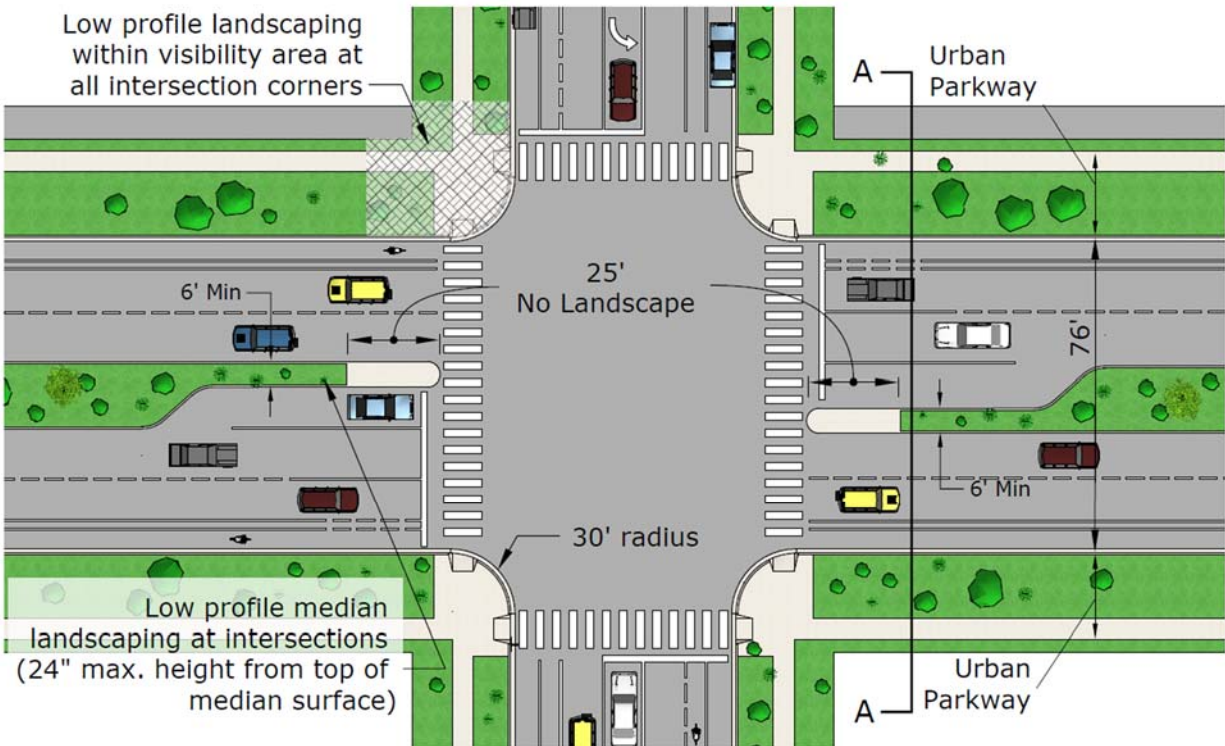 Low profile landscaping
within visibility area at
all intersection corners
A
Urban
Parkway
6' Min
25'
No Landscape
76'
6' Min
30' radius
Low profile median
landscaping at intersections
(24" max. height from top of
median surface)
Urban
Parkway
A